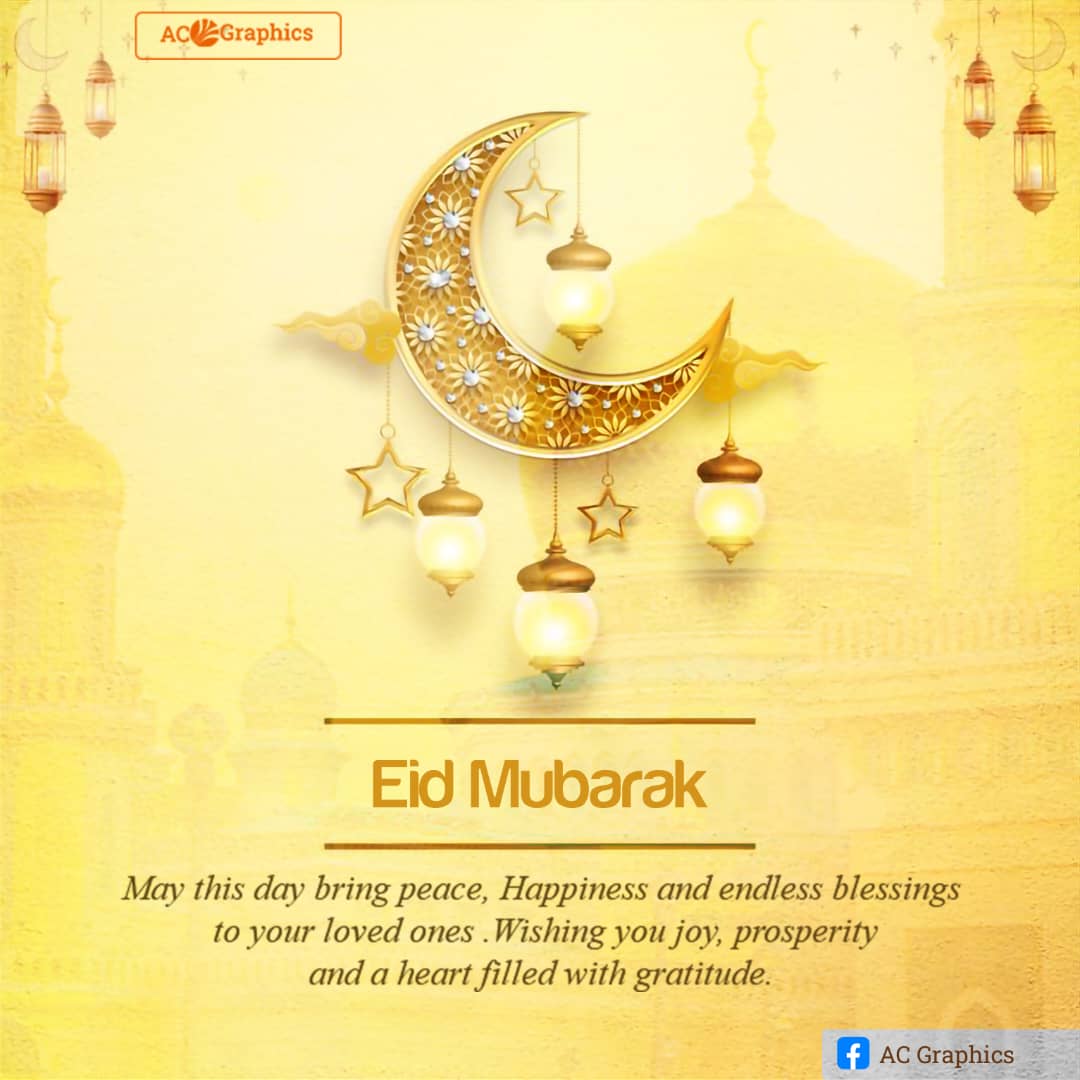 AC Graphics
Eid Mubarak
May this day bring peace, Happiness and endless blessings
to your loved ones .Wishing you joy, prosperity
and a heart filled with gratitude.
AC Graphics